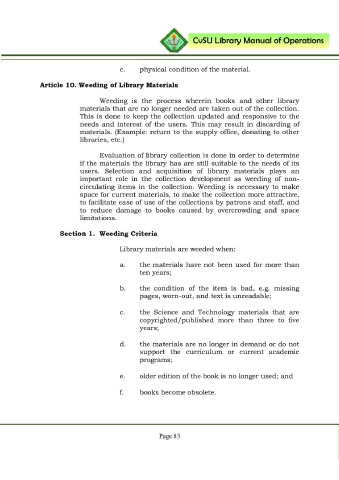 CvSU Library Manual of Operations
c. physical condition of the material.
Article 10. Weeding of Library Materials
Weeding is the process wherein books and other library
materials that are no longer needed are taken out of the collection.
This is done to keep the collection updated and responsive to the
needs and interest of the users. This may result in discarding of
materials. (Example: return to the supply office, donating to other
libraries, etc.)
Evaluation of library collection is done in order to determine
if the materials the library has are still suitable to the needs of its
users. Selection and acquisition of library materials plays an
important role in the collection development as weeding of non-
circulating items in the collection. Weeding is necessary to make
space for current materials, to make the collection more attractive,
to facilitate ease of use of the collections by patrons and staff, and
to reduce damage to books caused by overcrowding and space
limitations.
Section 1. Weeding Criteria
Library materials are weeded when:
a. the materials have not been used for more than
ten years;
b. the condition of the item is bad, e.g. missing
pages, worn-out, and text is unreadable;
c. the Science and Technology materials that are
copyrighted/published more than three to five
years;
d. the materials are no longer in demand or do not
support the curriculum or current academic
programs;
e. older edition of the book is no longer used; and
f. books become obsolete.
Page 83